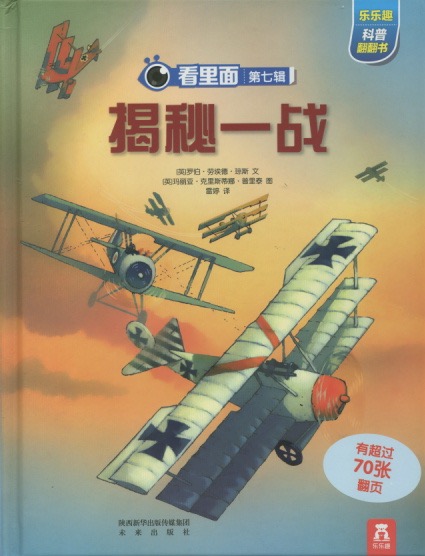 乐乐趣
科普
翻翻书
看里面 第七辑
揭秘一战
(英)罗伯·劳埃德·琼斯 文
(英)玛丽亚·克里斯蒂娜·普里泰 图
荣婷 译
有超过
70张
翻页
陕西新华出版传媒集团
未来出版社
乐乐趣